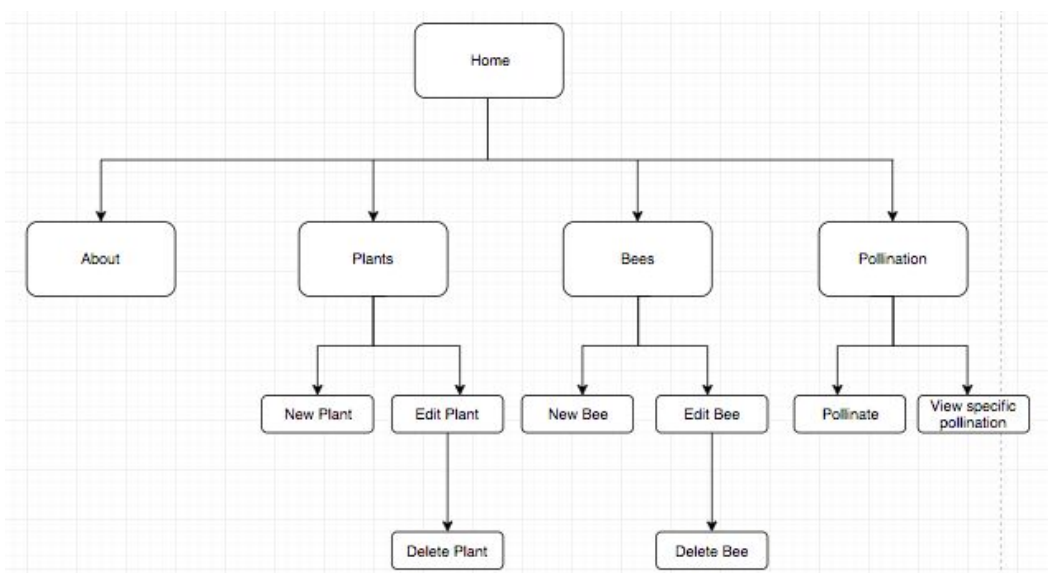 Home
About
Plants
Bees
Pollination
New Plant
Edit Plant
New Bee
Edit Bee
Pollinate
View specific
pollination
Delete Plant
Delete Bee